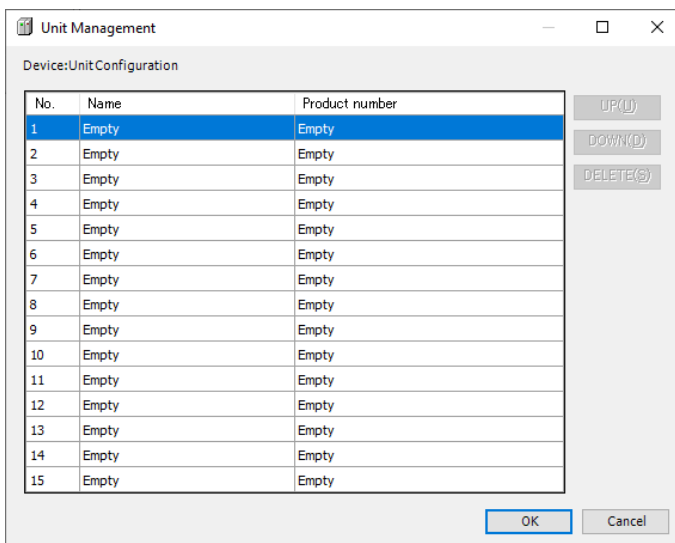 Unit Management
Device:UnitConfiguration
No. Name Product number
1 Empty Empty
2 Empty Empty
3 Empty Empty
4 Empty Empty
5 Empty Empty
6 Empty Empty
7 Empty Empty
8 Empty Empty
9 Empty Empty
10 Empty Empty
11 Empty Empty
12 Empty Empty
13 Empty Empty
14 Empty Empty
15 Empty Empty
UP(U)
DOWN(D)
DELETE(S)
OK Cancel